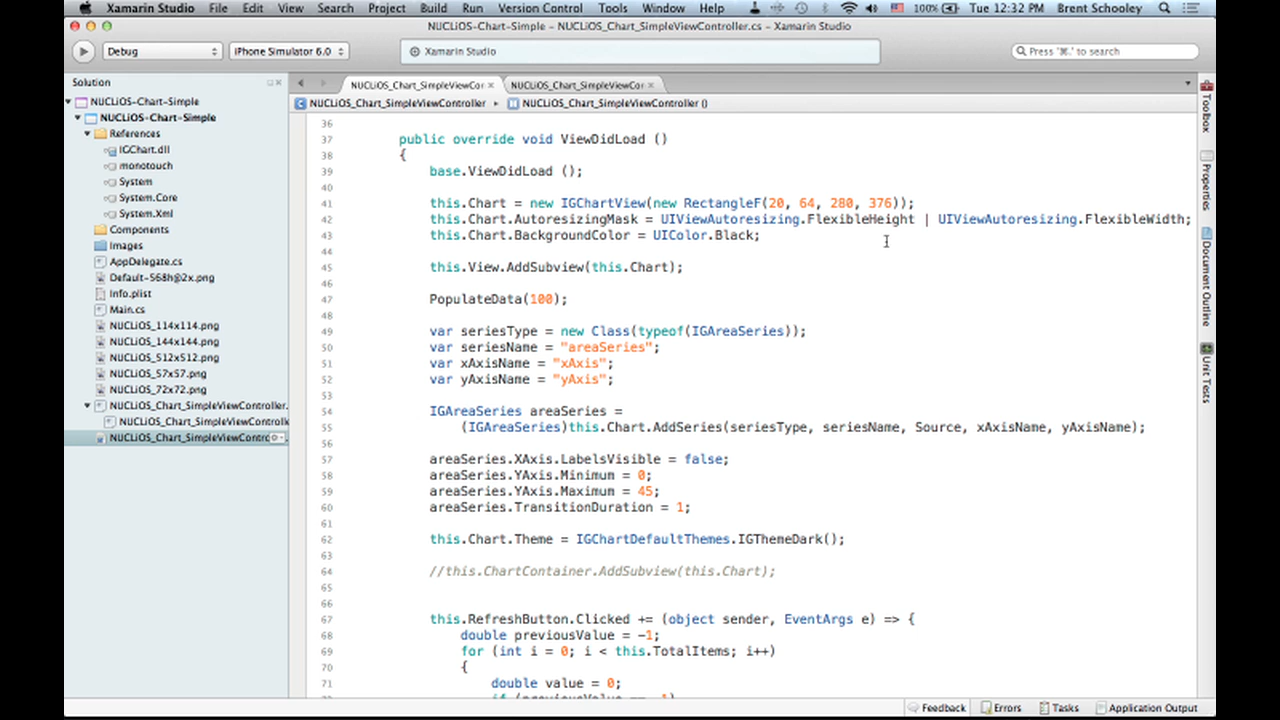 Xamarin Studio File Edit View Search Project Build Run Version Control Tools Window Help 100% Tue 12:32 PM Brent Schooley
NUCLiOS-Chart-Simple – NUCLiOS_Chart_SimpleViewController.cs – Xamarin Studio
Debug iPhone Simulator 6.0 Xamarin Studio Press '⌘.' to search
Solution
NUCLiOS-Chart-Simple
NUCLiOS-Chart-Simple
References
IGChart.dll
monotouch
System
System.Core
System.Xml
Components
Images
AppDelegate.cs
Default-568h@2x.png
Info.plist
Main.cs
NUCLiOS_114x114.png
NUCLiOS_144x144.png
NUCLiOS_512x512.png
NUCLiOS_57x57.png
NUCLiOS_72x72.png
NUCLiOS_Chart_SimpleViewController.
NUCLiOS_Chart_SimpleViewControll
NUCLiOS_Chart_SimpleViewContro
NUCLiOS_Chart_SimpleViewCor × NUCLiOS_Chart_SimpleViewCor ×
NUCLiOS_Chart_SimpleViewController ▸ NUCLiOS_Chart_SimpleViewController ()
36
37 public override void ViewDidLoad ()
38 {
39 base.ViewDidLoad ();
40
41 this.Chart = new IGChartView(new RectangleF(20, 64, 280, 376));
42 this.Chart.AutoresizingMask = UIViewAutoresizing.FlexibleHeight | UIViewAutoresizing.FlexibleWidth;
43 this.Chart.BackgroundColor = UIColor.Black;
44
45 this.View.AddSubview(this.Chart);
46
47 PopulateData(100);
48
49 var seriesType = new Class(typeof(IGAreaSeries));
50 var seriesName = "areaSeries";
51 var xAxisName = "xAxis";
52 var yAxisName = "yAxis";
53
54 IGAreaSeries areaSeries =
55 (IGAreaSeries)this.Chart.AddSeries(seriesType, seriesName, Source, xAxisName, yAxisName);
56
57 areaSeries.XAxis.LabelsVisible = false;
58 areaSeries.YAxis.Minimum = 0;
59 areaSeries.YAxis.Maximum = 45;
60 areaSeries.TransitionDuration = 1;
61
62 this.Chart.Theme = IGChartDefaultThemes.IGThemeDark();
63
64 //this.ChartContainer.AddSubview(this.Chart);
65
66
67 this.RefreshButton.Clicked += (object sender, EventArgs e) => {
68 double previousValue = -1;
69 for (int i = 0; i < this.TotalItems; i++)
70 {
71 double value = 0;
Toolbox
Properties
Document Outline
Unit Tests
Feedback Errors Tasks Application Output